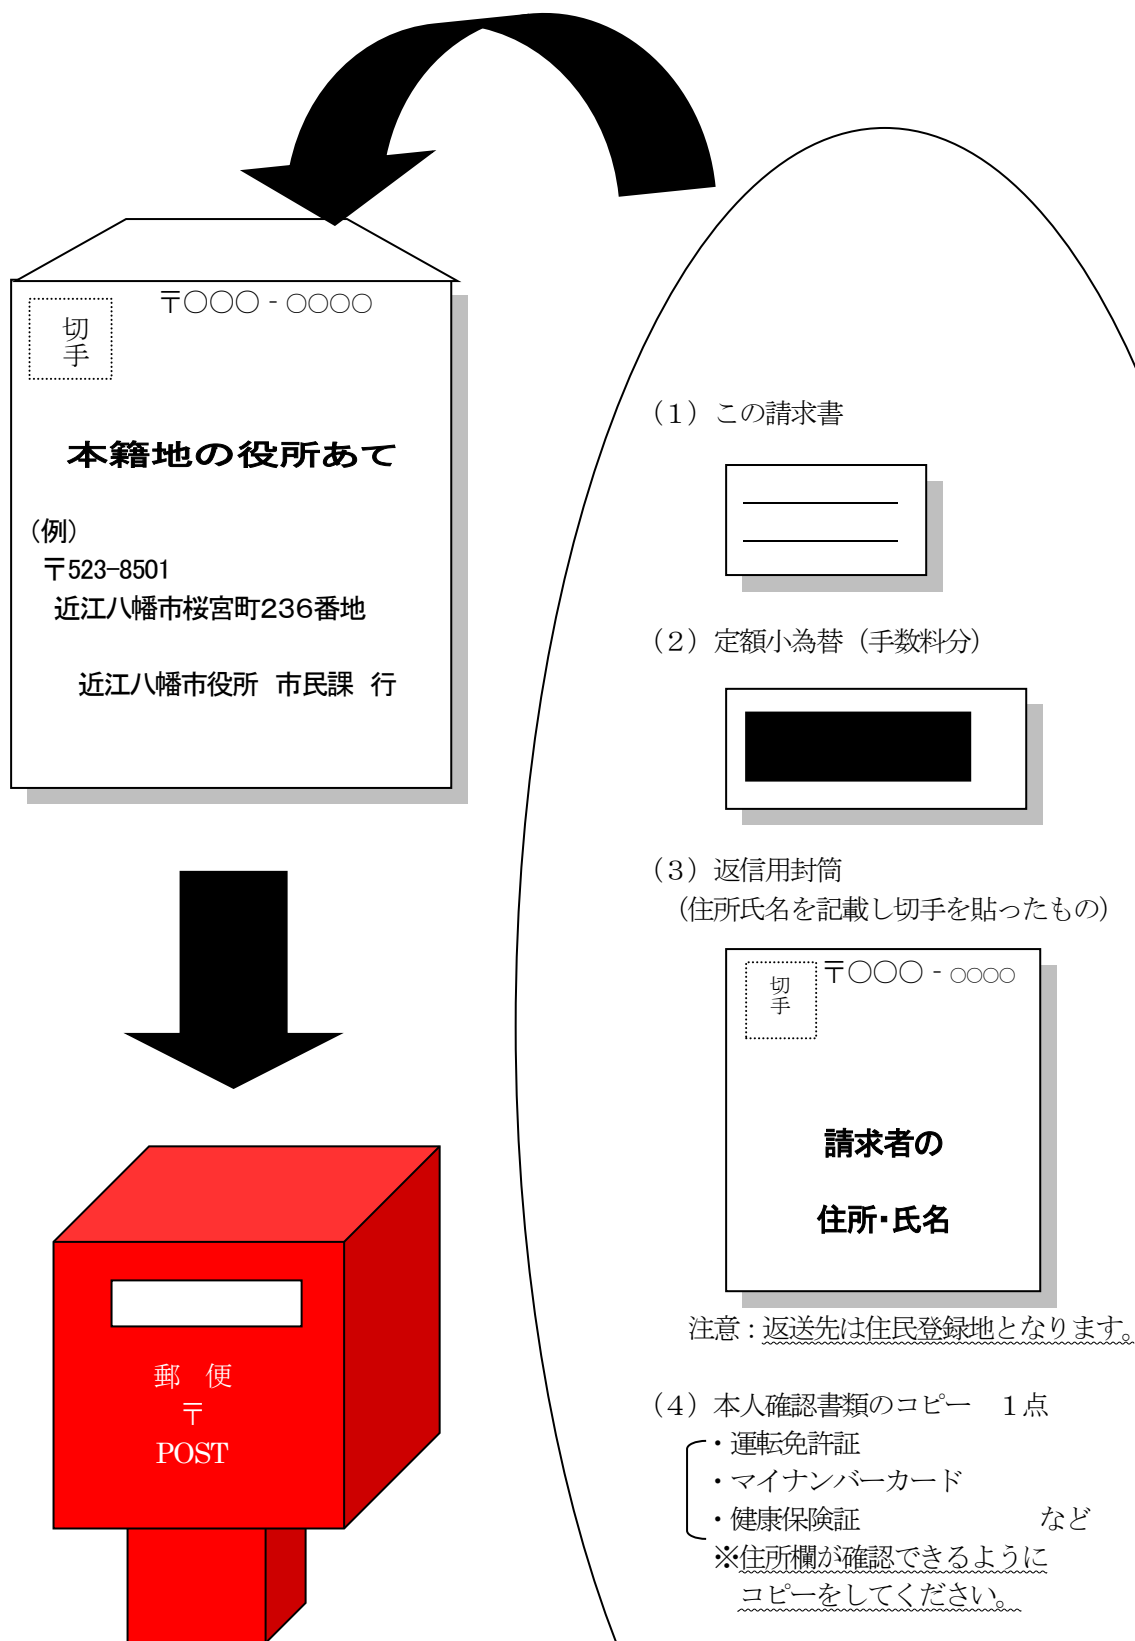 〒○○○‐○○○○
切手
本籍地の役所あて
（例）
〒523-8501
近江八幡市桜宮町236番地
近江八幡市役所　市民課　行
郵　便
〒
POST
（１）この請求書
（２）定額小為替（手数料分）
（３）返信用封筒
（住所氏名を記載し切手を貼ったもの）
〒○○○‐○○○○
切手
請求者の
住所・氏名
注意：返送先は住民登録地となります。
（４）本人確認書類のコピー　１点
・運転免許証
・マイナンバーカード
・健康保険証　　　　　　　など
※住所欄が確認できるように
コピーをしてください。